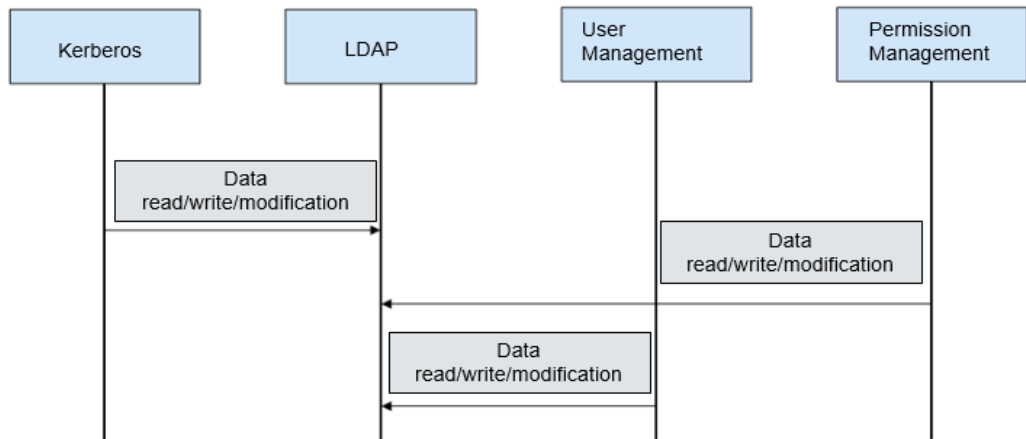 Kerberos
LDAP
User
Management
Permission
Management
Data
read/write/modification
Data
read/write/modification
Data
read/write/modification